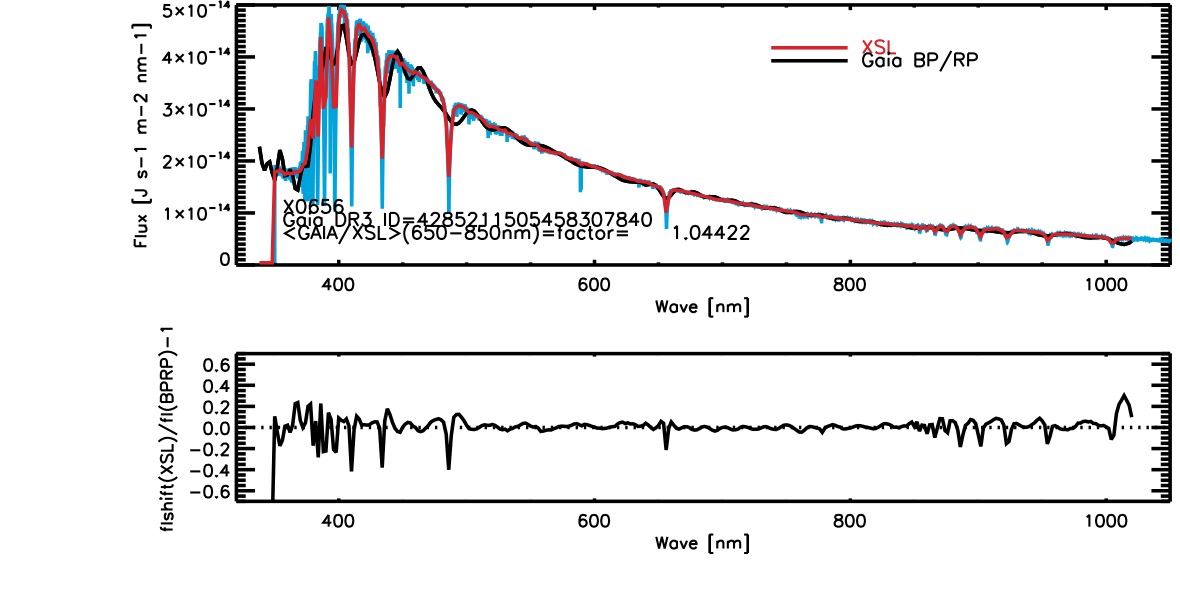 5×10−14
4×10−14
3×10−14
2×10−14
1×10−14
0
Flux [J s−1 m−2 nm−1]
XSL
Gaia BP/RP
X0656
Gaia DR3 ID=4285211505458307840
<GAIA/XSL>(650−850nm)=factor= 1.04422
400 600 800 1000
Wave [nm]
flshift(XSL)/fl(BPRP)−1
0.6
0.4
0.2
0.0
−0.2
−0.4
−0.6
400 600 800 1000
Wave [nm]